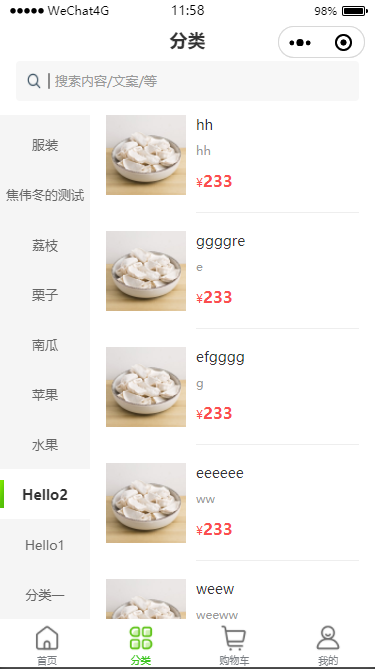 WeChat4G 11:58 98%
分类
搜索内容/文案/等
服装
焦伟冬的测试
荔枝
栗子
南瓜
苹果
水果
Hello2
Hello1
分类一
hh
hh
¥233
ggggre
e
¥233
efgggg
g
¥233
eeeeee
ww
¥233
weew
weeww
首页 分类 购物车 我的